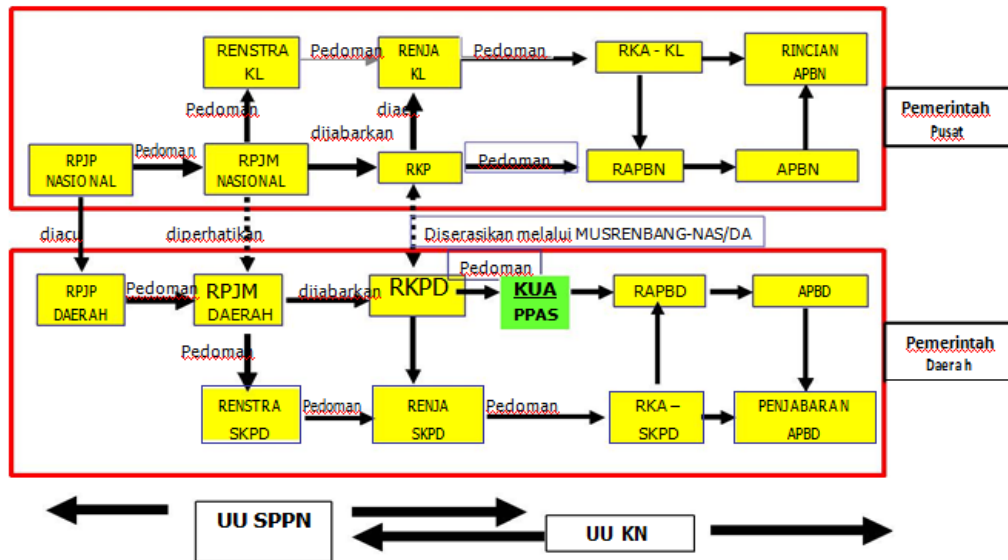 RENSTRA
KL
Pedoman
RENJA
KL
Pedoman
RKA - KL
RINCIAN
APBN
Pedoman
diacu
Pemerintah
Pusat
dijabarkan
RPJP
NASIONAL
Pedoman
RPJM
NASIONAL
RKP
Pedoman
RAPBN
APBN
diacu
diperhatikan
Diserasikan melalui MUSRENBANG-NAS/DA
Pedoman
RPJP
DAERAH
Pedoman
RPJM
DAERAH
dijabarkan
RKPD
KUA
PPAS
RAPBD
APBD
Pemerintah
Daerah
Pedoman
RENSTRA
SKPD
Pedoman
RENJA
SKPD
Pedoman
RKA –
SKPD
PENJABARAN
APBD
UU SPPN
UU KN